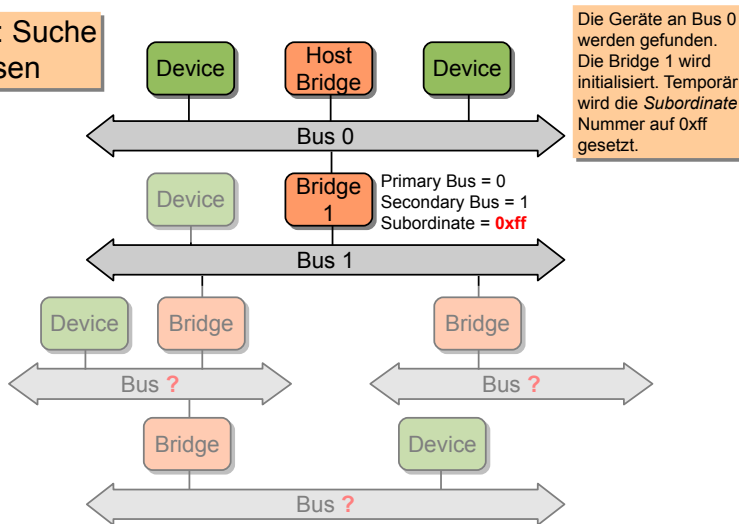 : Suche
sen
Die Geräte an Bus 0
werden gefunden.
Die Bridge 1 wird
initialisiert. Temporär
wird die Subordinate
Nummer auf 0xff
gesetzt.
Device
Host
Bridge
Device
Bus 0
Device
Bridge
1
Primary Bus = 0
Secondary Bus = 1
Subordinate = 0xff
Bus 1
Device
Bridge
Bridge
Bus ?
Bus ?
Bridge
Device
Bus ?